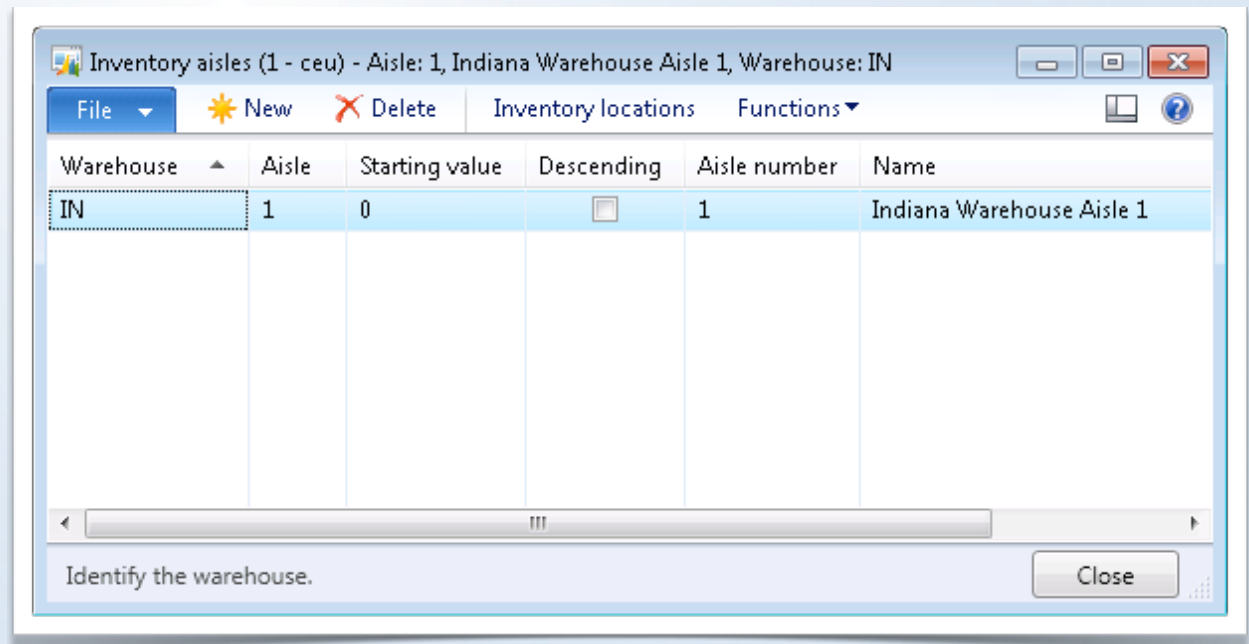 Inventory aisles (1 - ceu) - Aisle: 1, Indiana Warehouse Aisle 1, Warehouse: IN
File New Delete Inventory locations Functions
Warehouse Aisle Starting value Descending Aisle number Name
IN 1 0 1 Indiana Warehouse Aisle 1
Identify the warehouse. Close